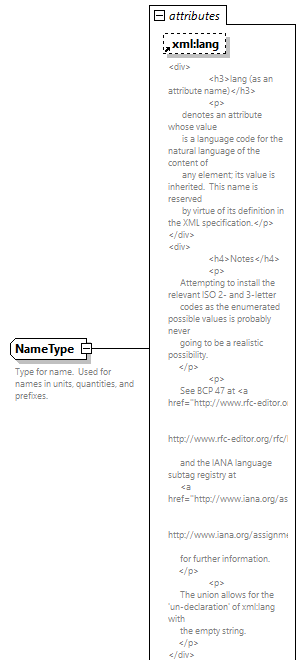 attributes
xml:lang
<div>
<h3>lang (as an
attribute name)</h3>
<p>
denotes an attribute
whose value
is a language code for the
natural language of the
content of
any element; its value is
inherited.  This name is
reserved
by virtue of its definition in
the XML specification.</p>
</div>
<div>
<h4>Notes</h4>
<p>
Attempting to install the
relevant ISO 2- and 3-letter
codes as the enumerated
possible values is probably
never
going to be a realistic
possibility.
</p>
<p>
See BCP 47 at <a
href="http://www.rfc-editor.o
http://www.rfc-editor.org/rfc/
and the IANA language
subtag registry at
<a
href="http://www.iana.org/as
http://www.iana.org/assignme
for further information.
</p>
<p>
The union allows for the
'un-declaration' of xml:lang
with
the empty string.
</p>
</div>
NameType
Type for name.  Used for
names in units, quantities, and
prefixes.